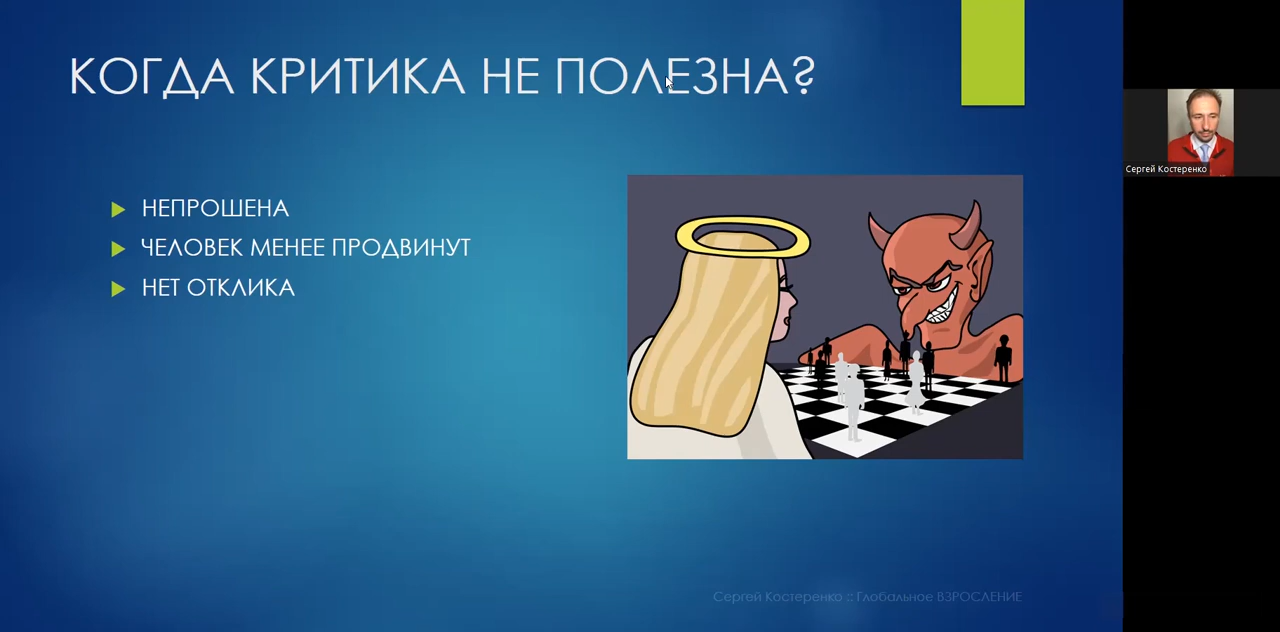 КОГДА КРИТИКА НЕ ПОЛЕЗНА?
НЕПРОШЕНА
ЧЕЛОВЕК МЕНЕЕ ПРОДВИНУТ
НЕТ ОТКЛИКА
Сергей Костеренко
Сергей Костеренко :: Глобальное ВЗРОСЛЕНИЕ